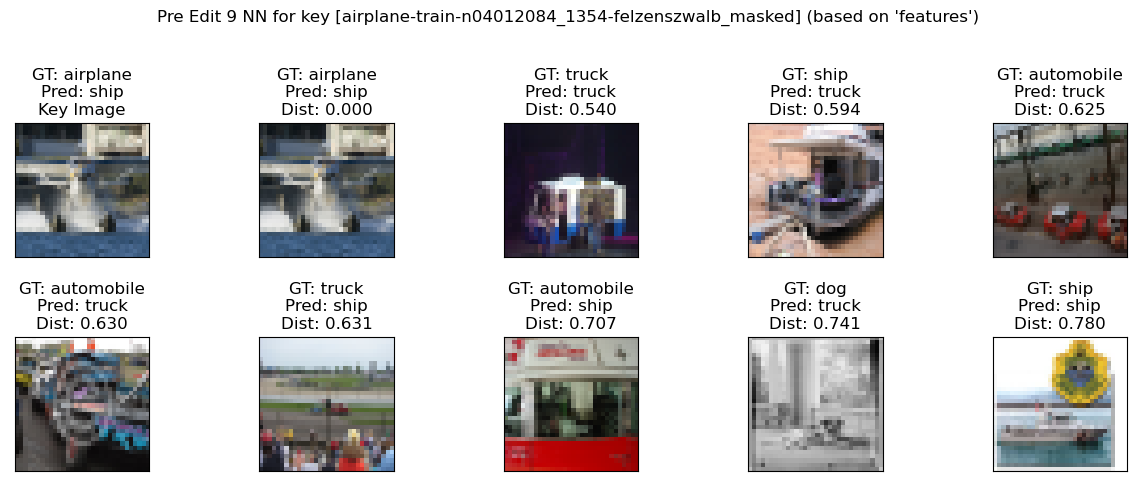 Pre Edit 9 NN for key [airplane-train-n04012084_1354-felzenszwalb_masked] (based on 'features')
GT: airplane
Pred: ship
Key Image
GT: airplane
Pred: ship
Dist: 0.000
GT: truck
Pred: truck
Dist: 0.540
GT: ship
Pred: truck
Dist: 0.594
GT: automobile
Pred: truck
Dist: 0.625
GT: automobile
Pred: truck
Dist: 0.630
GT: truck
Pred: ship
Dist: 0.631
GT: automobile
Pred: ship
Dist: 0.707
GT: dog
Pred: truck
Dist: 0.741
GT: ship
Pred: ship
Dist: 0.780